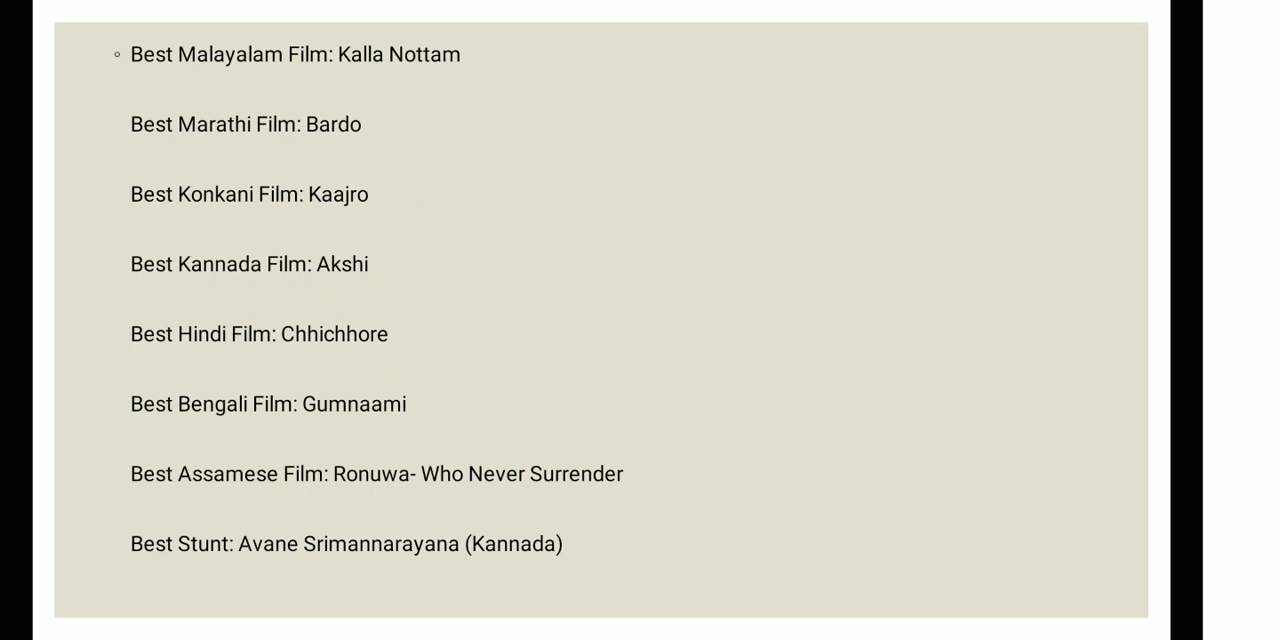 ◦ Best Malayalam Film: Kalla Nottam
Best Marathi Film: Bardo
Best Konkani Film: Kaajro
Best Kannada Film: Akshi
Best Hindi Film: Chhichhore
Best Bengali Film: Gumnaami
Best Assamese Film: Ronuwa- Who Never Surrender
Best Stunt: Avane Srimannarayana (Kannada)